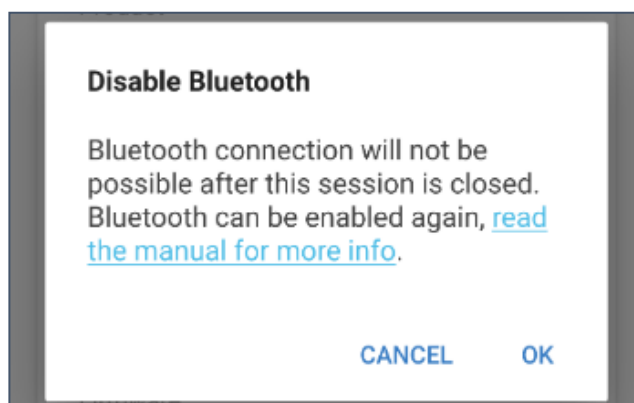 Disable Bluetooth
Bluetooth connection will not be
possible after this session is closed.
Bluetooth can be enabled again, read
the manual for more info.
CANCEL OK